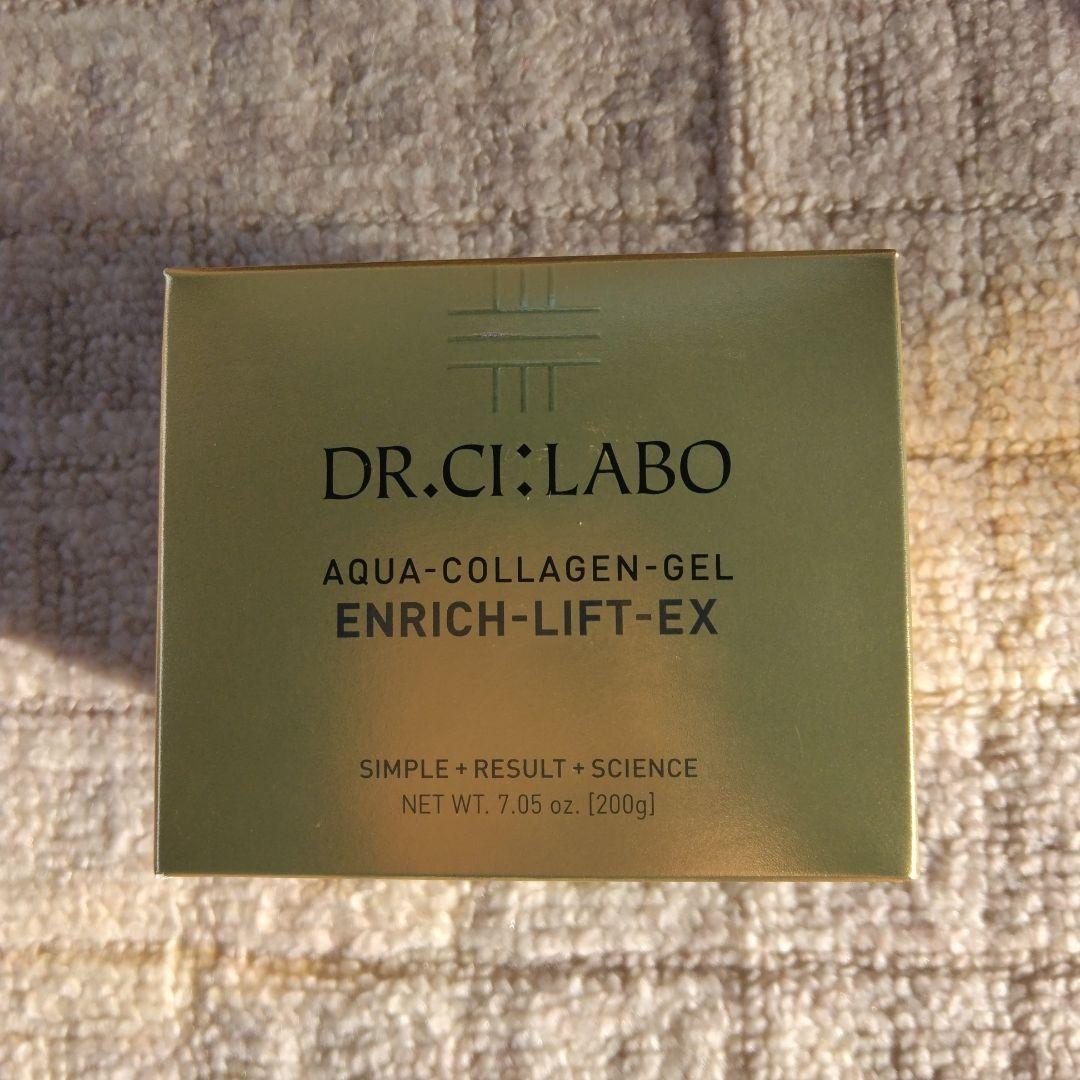 DR.CI:LABO
AQUA-COLLAGEN-GEL
ENRICH-LIFT-EX
SIMPLE + RESULT + SCIENCE
NET WT. 7.05 oz. [200g]